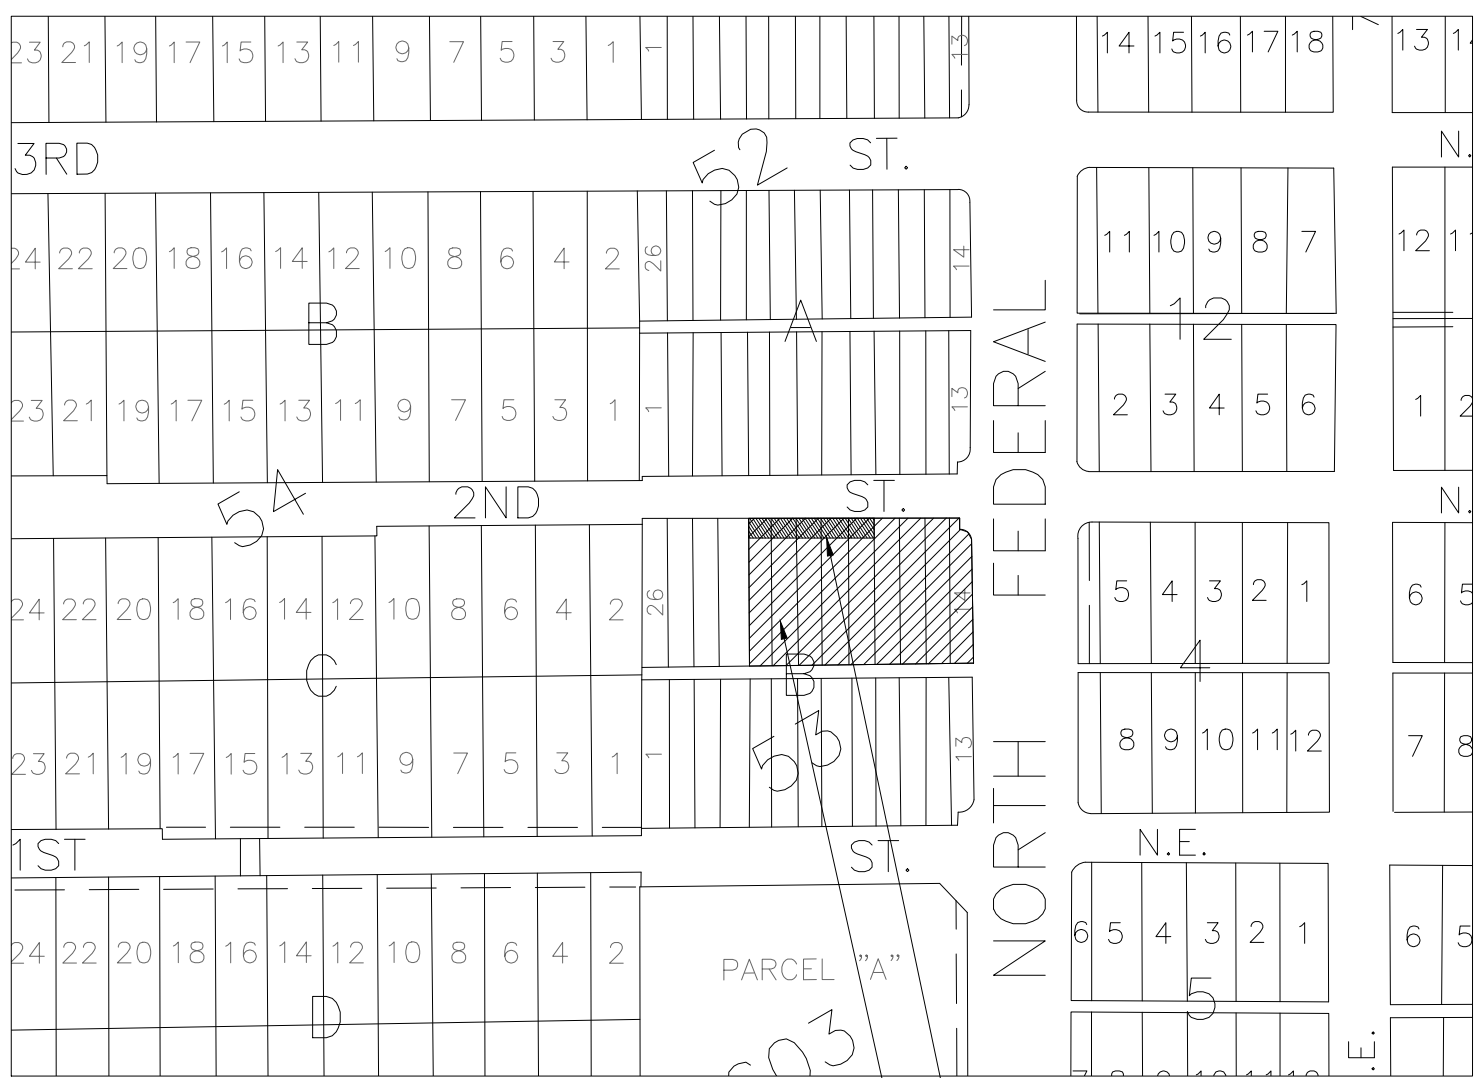 23 21 19 17 15 13 11 9 7 5 3 1 1 13 14 15 16 17 18 13
3RD ST. N.
52
24 22 20 18 16 14 12 10 8 6 4 2 26 14 11 10 9 8 7 12
B A 12
23 21 19 17 15 13 11 9 7 5 3 1 1 13 2 3 4 5 6 1 2
54 2ND ST. N.
24 22 20 18 16 14 12 10 8 6 4 2 26 14 5 4 3 2 1 6 5
C B 4
53
23 21 19 17 15 13 11 9 7 5 3 1 1 13 8 9 10 11 12 7 8
NORTH FEDERAL
1ST ST. N.E.
24 22 20 18 16 14 12 10 8 6 4 2 6 5 4 3 2 1 6 5
PARCEL "A"
D 5
603
.E.